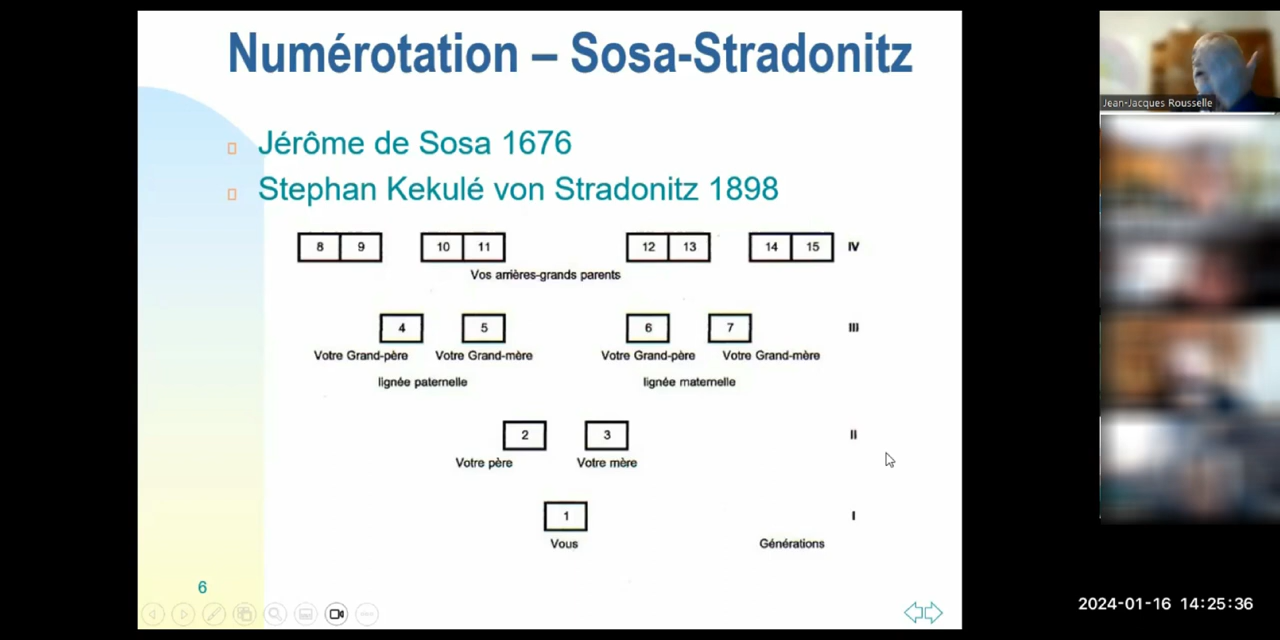 Numérotation – Sosa-Stradonitz
Jérôme de Sosa 1676
Stephan Kekulé von Stradonitz 1898
8 9 10 11 12 13 14 15 IV
Vos arrières-grands parents
4 5 6 7 III
Votre Grand-père Votre Grand-mère Votre Grand-père Votre Grand-mère
lignée paternelle lignée maternelle
2 3 II
Votre père Votre mère
1 I
Vous Générations
6
Jean-Jacques Rousselle
2024-01-16 14:25:36